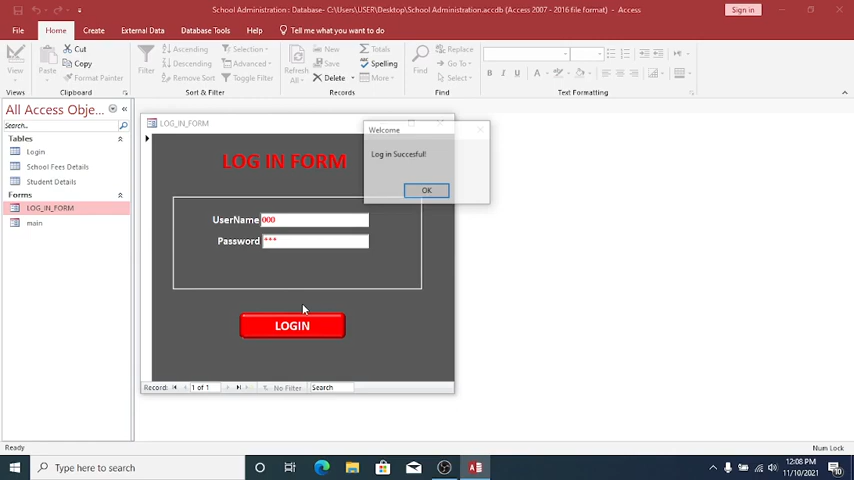 School Administration : Database- C:\Users\USER\Desktop\School Administration.accdb (Access 2007 - 2016 file format) - Access
Sign in
File Home Create External Data Database Tools Help Tell me what you want to do
View
Views
Paste
Cut
Copy
Format Painter
Clipboard
Filter
Ascending
Descending
Remove Sort
Selection
Advanced
Toggle Filter
Sort & Filter
Refresh All
New
Save
Delete
Totals
Spelling
More
Records
Find
Replace
Go To
Select
Find
B I U A
Text Formatting
All Access Obje...
Search...
Tables
Login
School Fees Details
Student Details
Forms
LOG_IN_FORM
main
LOG_IN_FORM
LOG IN FORM
UserName 000
Password ***
LOGIN
Record: 1 of 1 No Filter Search
Welcome
Log in Succesful!
OK
Ready
Num Lock
Type here to search
12:08 PM
11/10/2021
10